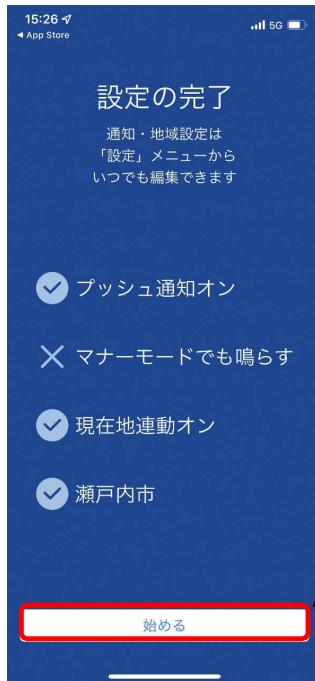 15:26
5G
◀ App Store
設定の完了
通知・地域設定は
「設定」メニューから
いつでも編集できます
プッシュ通知オン
マナーモードでも鳴らす
現在地連動オン
瀬戸内市
始める